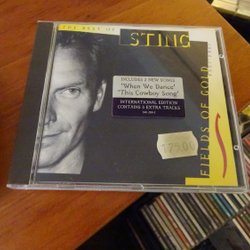 THE BEST OF
STING
INCLUDES 2 NEW SONGS
"When We Dance"
"This Cowboy Song"
INTERNATIONAL EDITION
CONTAINS 3 EXTRA TRACKS
FIELDS OF GOLD